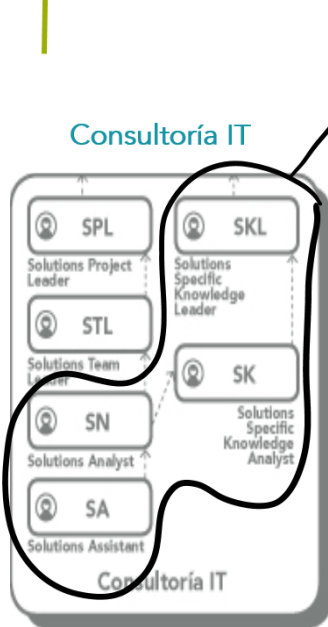 Consultoría IT
SPL
Solutions Project
Leader
STL
Solutions Team
Leader
SN
Solutions Analyst
SA
Solutions Assistant
SKL
Solutions
Specific
Knowledge
Leader
SK
Solutions
Specific
Knowledge
Analyst
Consultoría IT